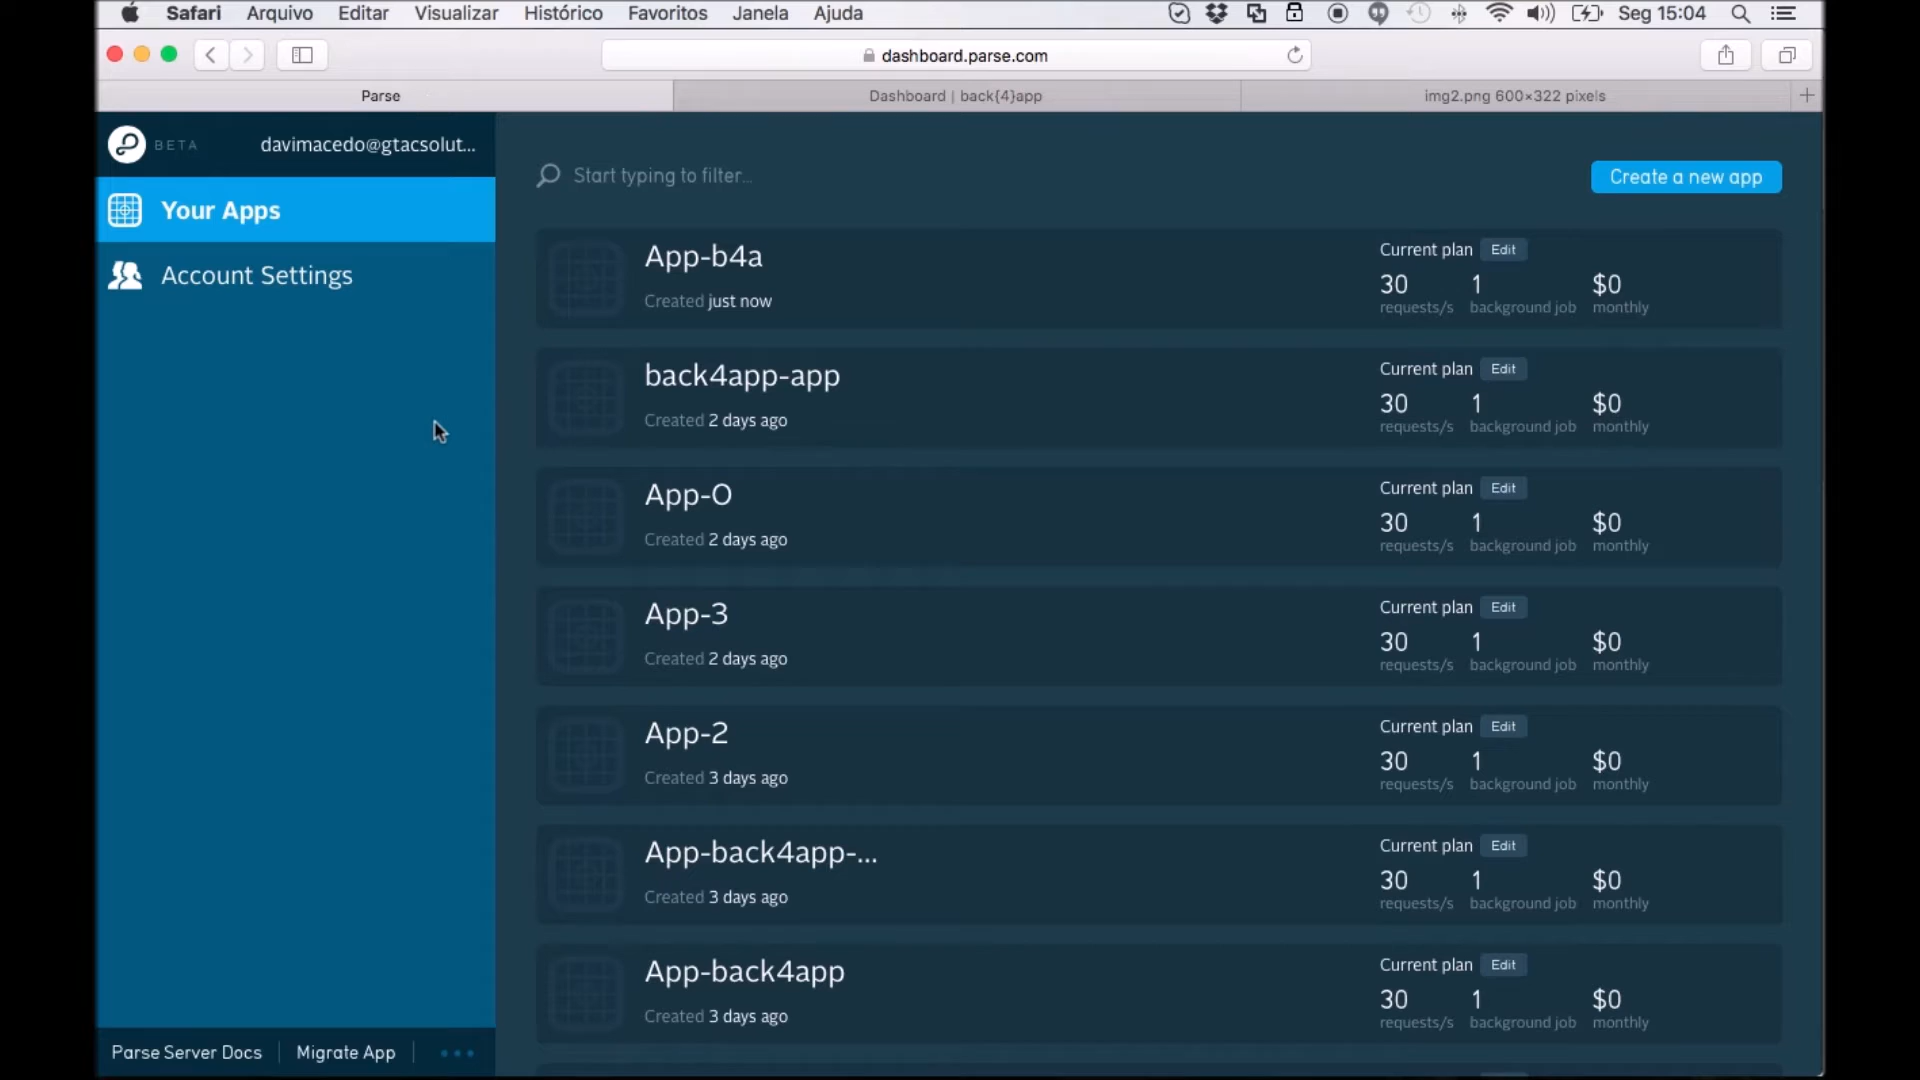 Safari Arquivo Editar Visualizar Histórico Favoritos Janela Ajuda Seg 15:04
dashboard.parse.com
Parse Dashboard | back{4}app img2.png 600×322 pixels
BETA davimacedo@gtacsolut...
Your Apps
Account Settings
Parse Server Docs Migrate App
Start typing to filter...
Create a new app
App-b4a
Created just now
Current plan Edit
30 1 $0
requests/s background job monthly
back4app-app
Created 2 days ago
Current plan Edit
30 1 $0
requests/s background job monthly
App-O
Created 2 days ago
Current plan Edit
30 1 $0
requests/s background job monthly
App-3
Created 2 days ago
Current plan Edit
30 1 $0
requests/s background job monthly
App-2
Created 3 days ago
Current plan Edit
30 1 $0
requests/s background job monthly
App-back4app-...
Created 3 days ago
Current plan Edit
30 1 $0
requests/s background job monthly
App-back4app
Created 3 days ago
Current plan Edit
30 1 $0
requests/s background job monthly